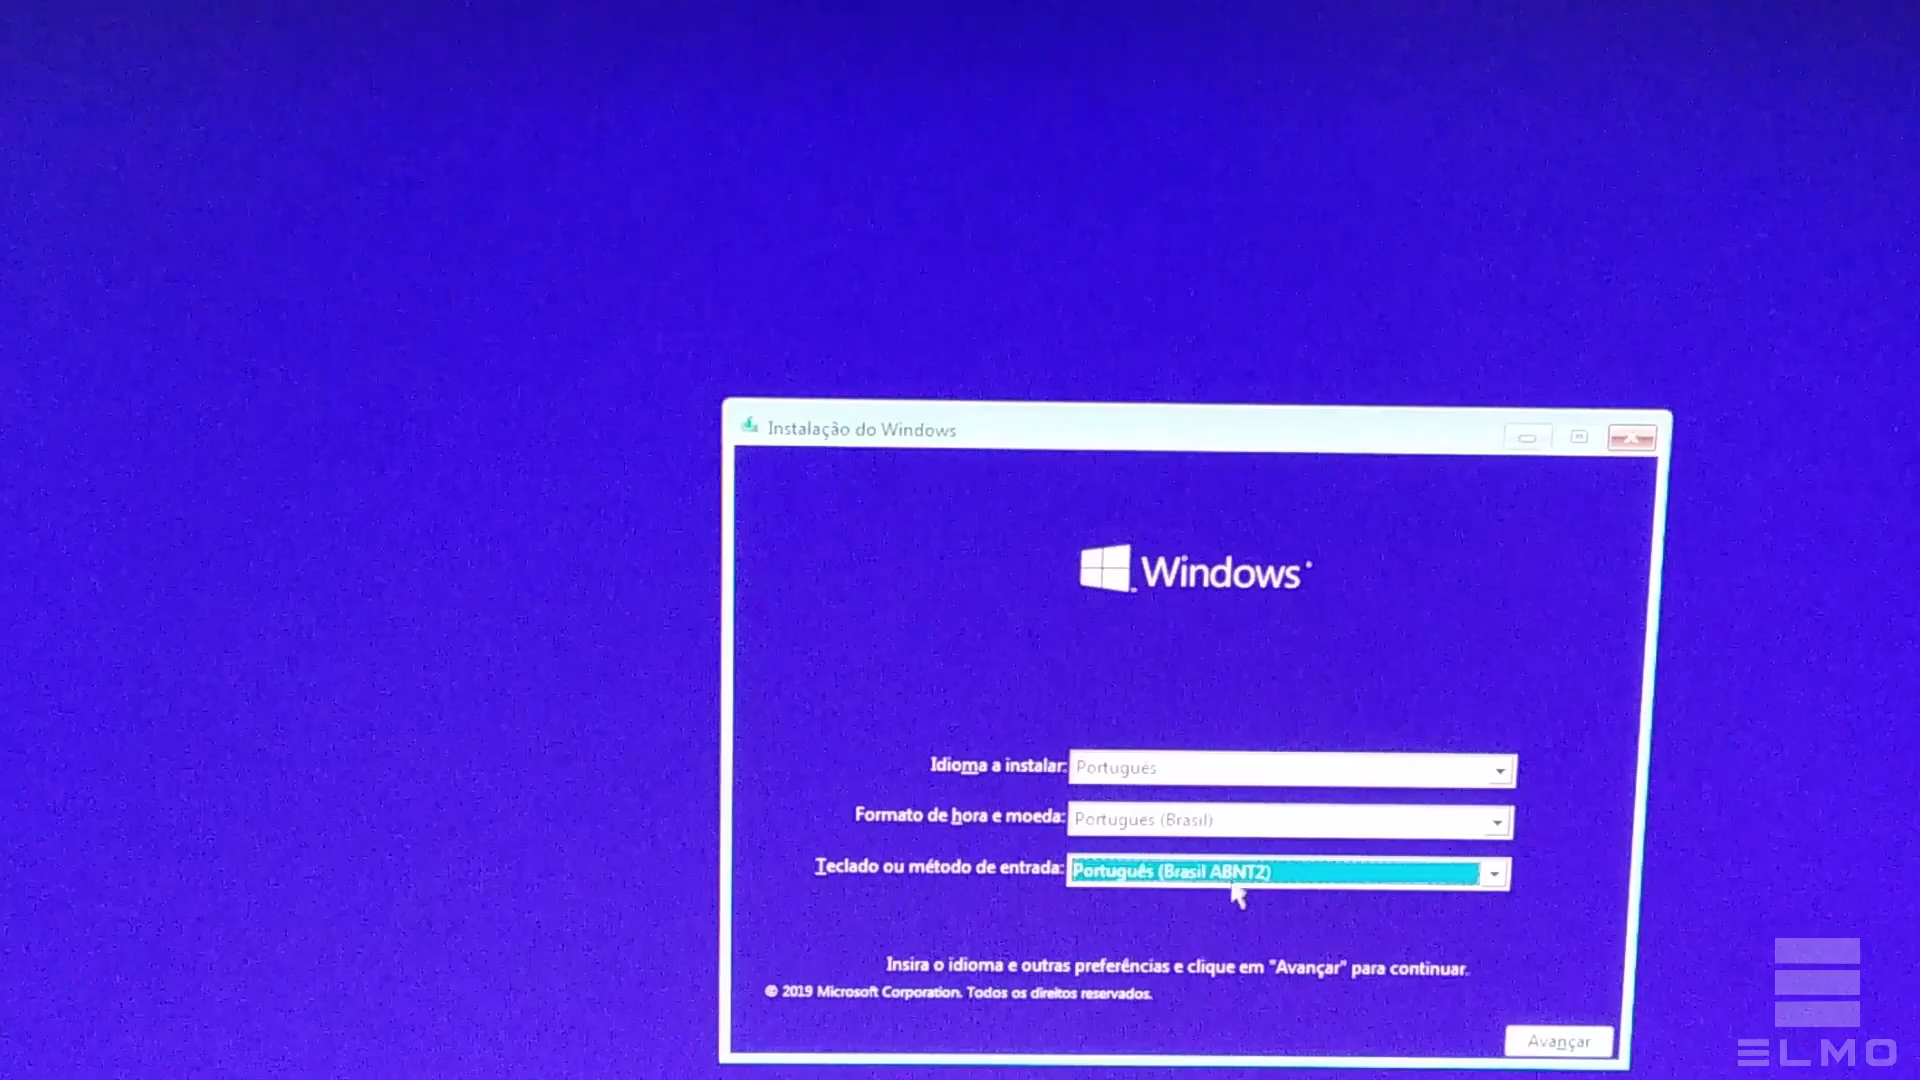 Instalação do Windows
Windows
Idioma a instalar: Português
Formato de hora e moeda: Português (Brasil)
Teclado ou método de entrada: Português (Brasil ABNT2)
Insira o idioma e outras preferências e clique em "Avançar" para continuar.
© 2019 Microsoft Corporation. Todos os direitos reservados.
Avançar
ELMO